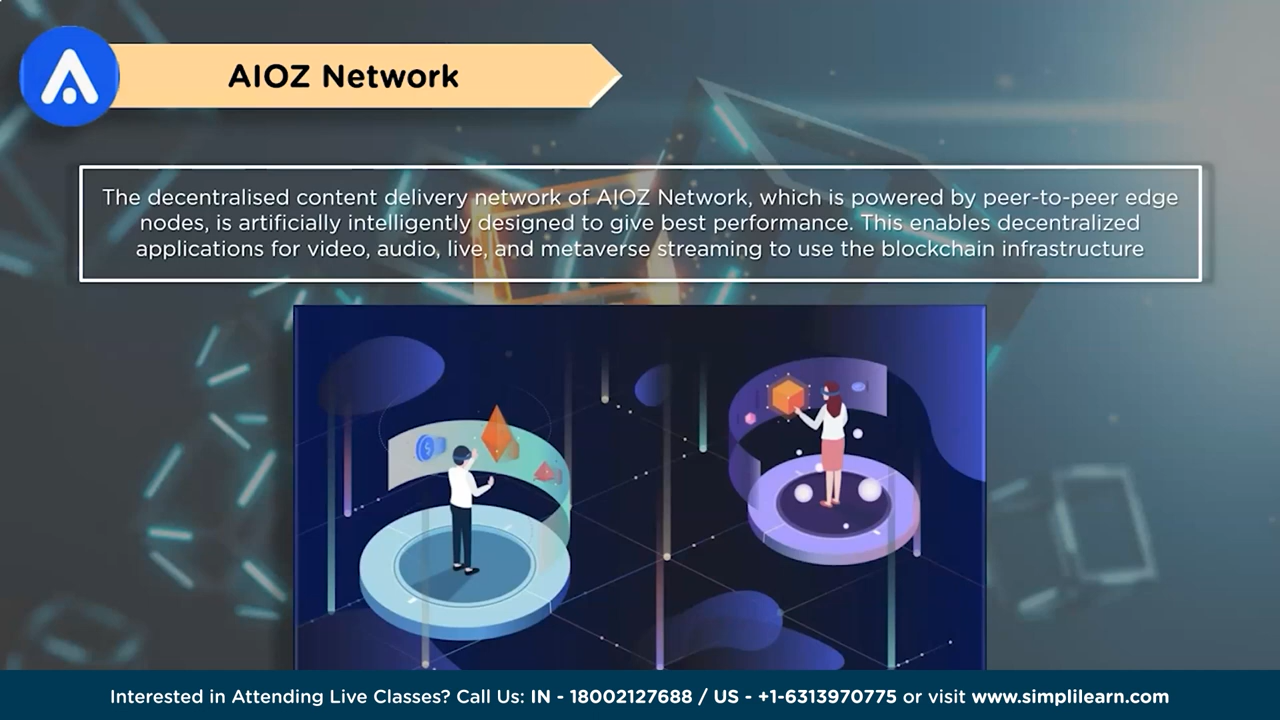 AIOZ Network
The decentralised content delivery network of AIOZ Network, which is powered by peer-to-peer edge
nodes, is artificially intelligently designed to give best performance. This enables decentralized
applications for video, audio, live, and metaverse streaming to use the blockchain infrastructure
Interested in Attending Live Classes? Call Us: IN - 18002127688 / US - +1-6313970775 or visit www.simplilearn.com